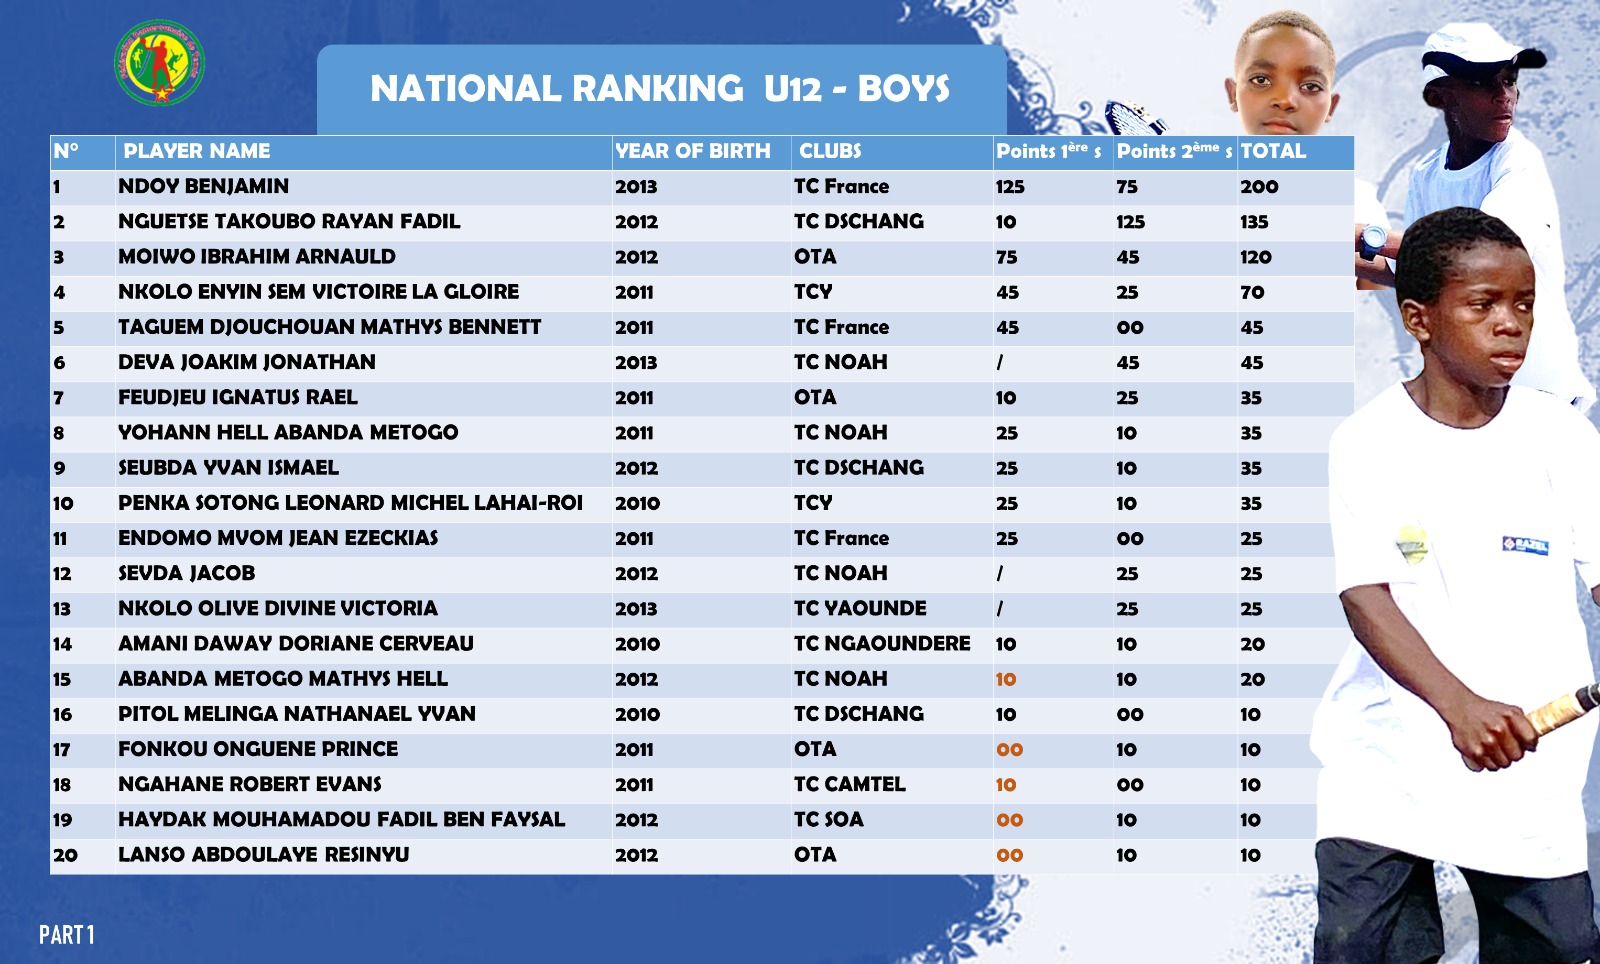 NATIONAL RANKING U12 - BOYS
N° PLAYER NAME YEAR OF BIRTH CLUBS Points 1ère s Points 2ème s TOTAL
1 NDOY BENJAMIN 2013 TC France 125 75 200
2 NGUETSE TAKOUBO RAYAN FADIL 2012 TC DSCHANG 10 125 135
3 MOIWO IBRAHIM ARNAULD 2012 OTA 75 45 120
4 NKOLO ENYIN SEM VICTOIRE LA GLOIRE 2011 TCY 45 25 70
5 TAGUEM DJOUCHOUAN MATHYS BENNETT 2011 TC France 45 00 45
6 DEVA JOAKIM JONATHAN 2013 TC NOAH / 45 45
7 FEUDJEU IGNATUS RAEL 2011 OTA 10 25 35
8 YOHANN HELL ABANDA METOGO 2011 TC NOAH 25 10 35
9 SEUBDA YVAN ISMAEL 2012 TC DSCHANG 25 10 35
10 PENKA SOTONG LEONARD MICHEL LAHAI-ROI 2010 TCY 25 10 35
11 ENDOMO MVOM JEAN EZECKIAS 2011 TC France 25 00 25
12 SEVDA JACOB 2012 TC NOAH / 25 25
13 NKOLO OLIVE DIVINE VICTORIA 2013 TC YAOUNDE / 25 25
14 AMANI DAWAY DORIANE CERVEAU 2010 TC NGAOUNDERE 10 10 20
15 ABANDA METOGO MATHYS HELL 2012 TC NOAH 10 10 20
16 PITOL MELINGA NATHANAEL YVAN 2010 TC DSCHANG 10 00 10
17 FONKOU ONGUENE PRINCE 2011 OTA 00 10 10
18 NGAHANE ROBERT EVANS 2011 TC CAMTEL 10 00 10
19 HAYDAK MOUHAMADOU FADIL BEN FAYSAL 2012 TC SOA 00 10 10
20 LANSO ABDOULAYE RESINYU 2012 OTA 00 10 10
PART 1